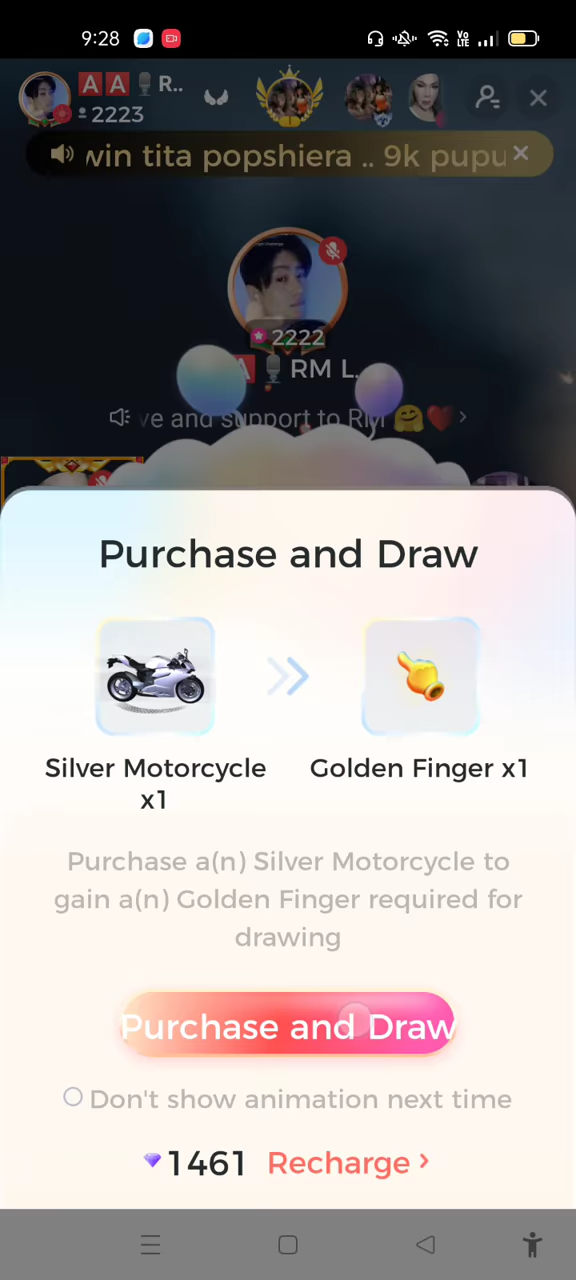 9:28
VO LTE
A A R..
2223
win tita popshiera .. 9k pupu
2222
A RM L.
ve and support to RM
Purchase and Draw
Silver Motorcycle x1
Golden Finger x1
Purchase a(n) Silver Motorcycle to
gain a(n) Golden Finger required for
drawing
Purchase and Draw
Don't show animation next time
1461 Recharge >